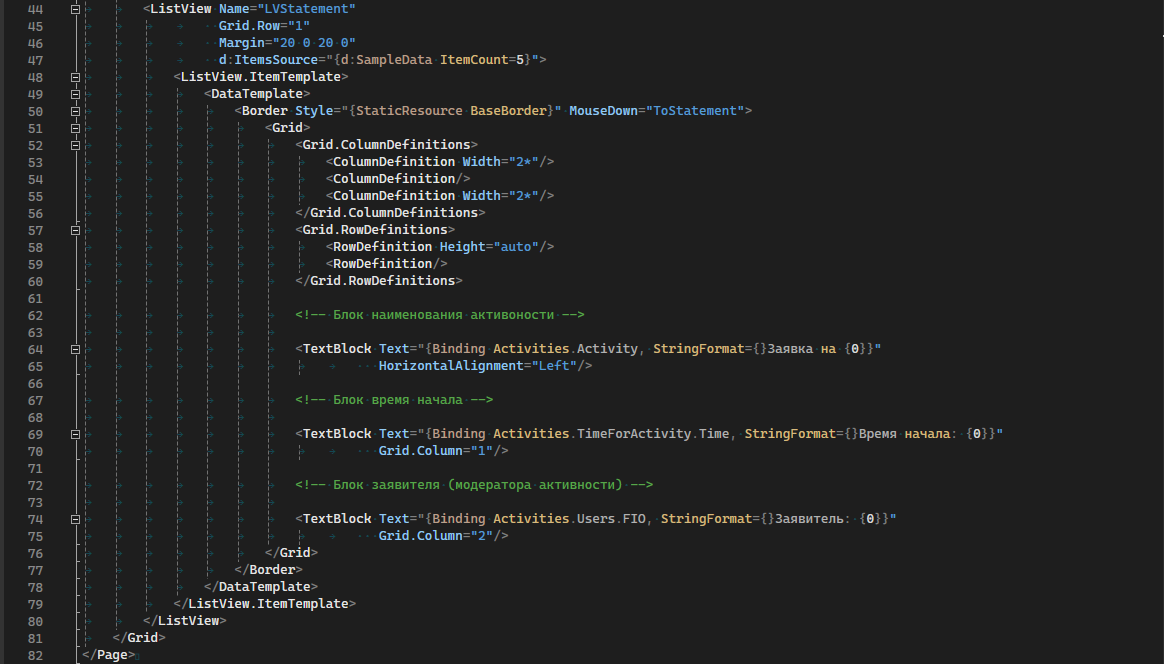 44 <ListView Name="LVStatement"
45 Grid.Row="1"
46 Margin="20 0 20 0"
47 d:ItemsSource="{d:SampleData ItemCount=5}">
48 <ListView.ItemTemplate>
49 <DataTemplate>
50 <Border Style="{StaticResource BaseBorder}" MouseDown="ToStatement">
51 <Grid>
52 <Grid.ColumnDefinitions>
53 <ColumnDefinition Width="2*"/>
54 <ColumnDefinition/>
55 <ColumnDefinition Width="2*"/>
56 </Grid.ColumnDefinitions>
57 <Grid.RowDefinitions>
58 <RowDefinition Height="auto"/>
59 <RowDefinition/>
60 </Grid.RowDefinitions>
61
62 <!-- Блок наименования активоности -->
63
64 <TextBlock Text="{Binding Activities.Activity, StringFormat={}Заявка на {0}}"
65 HorizontalAlignment="Left"/>
66
67 <!-- Блок время начала -->
68
69 <TextBlock Text="{Binding Activities.TimeForActivity.Time, StringFormat={}Время начала: {0}}"
70 Grid.Column="1"/>
71
72 <!-- Блок заявителя (модератора активности) -->
73
74 <TextBlock Text="{Binding Activities.Users.FIO, StringFormat={}Заявитель: {0}}"
75 Grid.Column="2"/>
76 </Grid>
77 </Border>
78 </DataTemplate>
79 </ListView.ItemTemplate>
80 </ListView>
81 </Grid>
82 </Page>